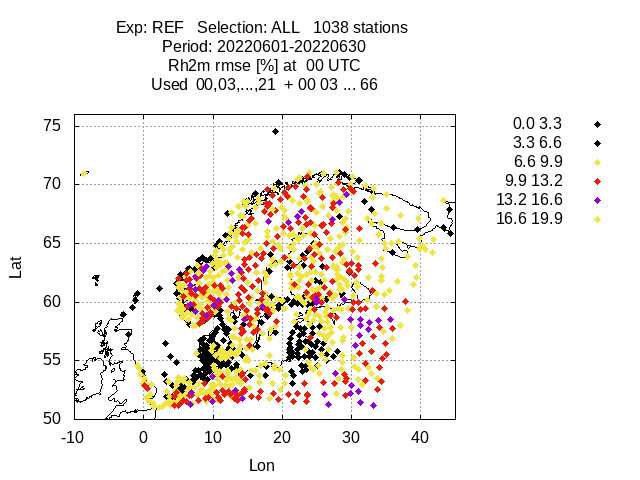 Exp: REF   Selection: ALL   1038 stations
Period: 20220601-20220630
Rh2m rmse [%] at  00 UTC
Used  00,03,...,21  + 00 03 ... 66
75
70
65
60
55
50
Lat
-10 0 10 20 30 40
Lon
0.0 3.3
3.3 6.6
6.6 9.9
9.9 13.2
13.2 16.6
16.6 19.9